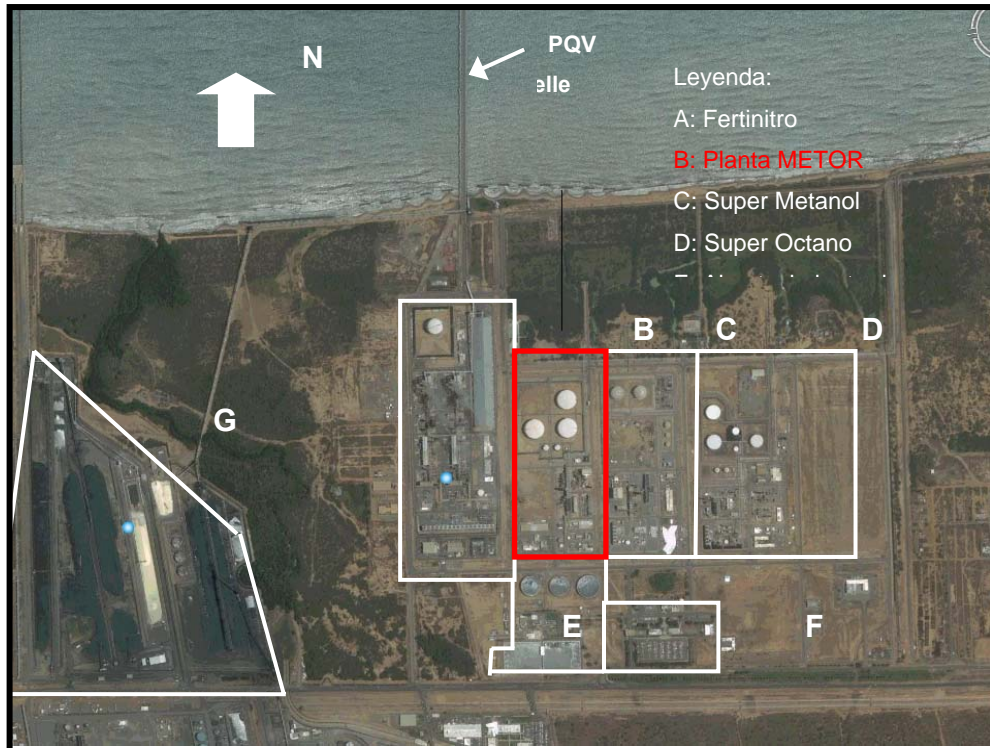 N
PQV
elle
Leyenda:
A: Fertinitro
B: Planta METOR
C: Super Metanol
D: Super Octano
B
C
D
G
E
F